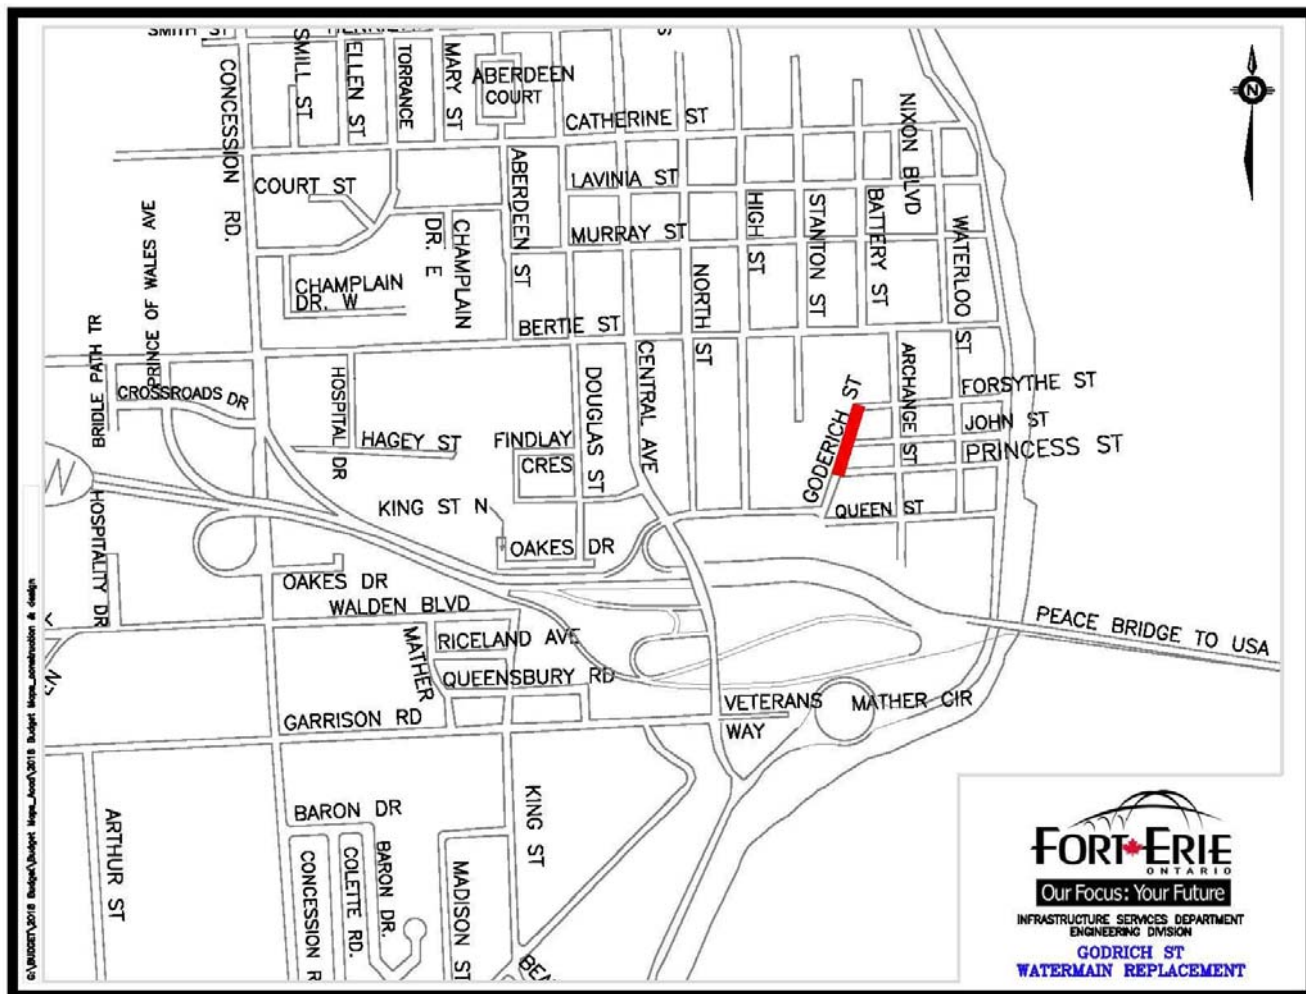 SMITH ST
SMILL ST
ELLEN ST
TORRANCE
MARY ST
ABERDEEN
COURT
CONCESSION RD.
CATHERINE ST
NIXON BLVD
N
COURT ST
ABERDEEN ST
LAVINIA ST
HIGH ST
STANTON ST
BATTERY ST
WATERLOO ST
PRINCE OF WALES AVE
DR. E
CHAMPLAIN
MURRAY ST
CHAMPLAIN
DR. W
NORTH ST
BERTIE ST
BRIDLE PATH TR
CROSSROADS DR
HOSPITAL DR
DOUGLAS ST
CENTRAL AVE
ARCHANGE ST
FORSYTHE ST
GODERICH ST
JOHN ST
HAGEY ST
FINDLAY
CRES
PRINCESS ST
KING ST N
QUEEN ST
HOSPITALITY DR
OAKES DR
OAKES DR
WALDEN BLVD
PEACE BRIDGE TO USA
MATHER
RICELAND AVE
QUEENSBURY RD
GARRISON RD
VETERANS
WAY
MATHER CIR
ARTHUR ST
BARON DR
KING ST
CONCESSION R
COLETTE RD.
BARON DR.
MADISON ST
FORT ERIE
ONTARIO
Our Focus: Your Future
INFRASTRUCTURE SERVICES DEPARTMENT
ENGINEERING DIVISION
GODRICH ST
WATERMAIN REPLACEMENT